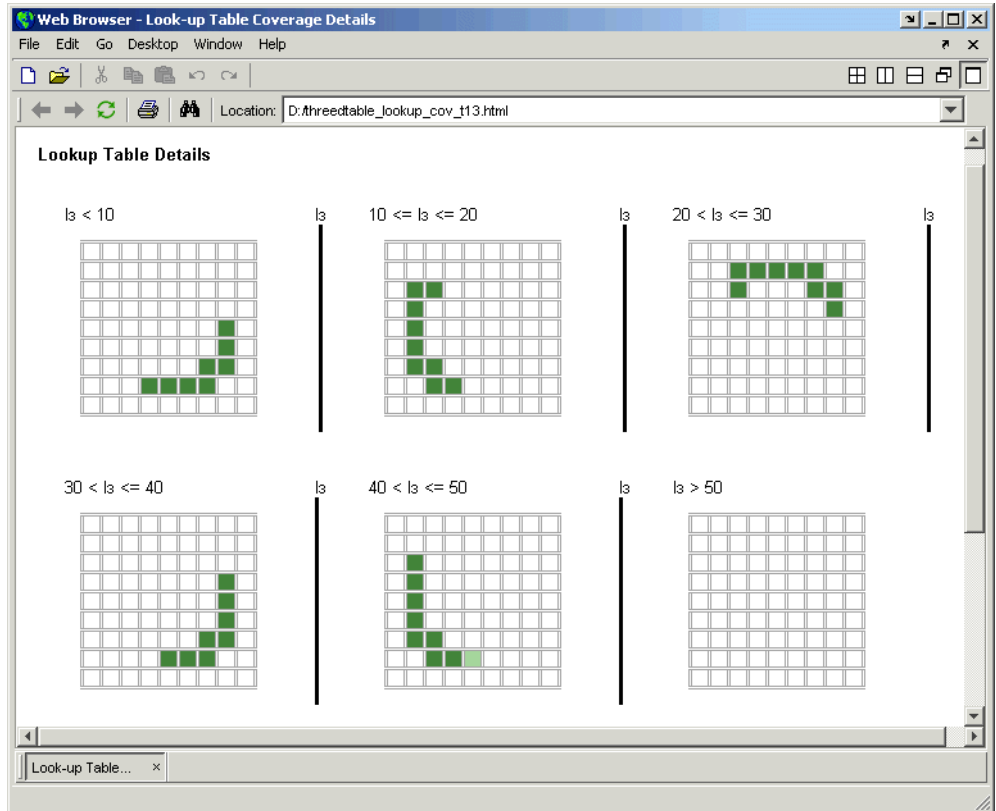 Web Browser - Look-up Table Coverage Details
File Edit Go Desktop Window Help
Location: D:/threedtable_lookup_cov_t13.html
Lookup Table Details
I₃ < 10 I₃ 10 <= I₃ <= 20 I₃ 20 < I₃ <= 30 I₃
30 < I₃ <= 40 I₃ 40 < I₃ <= 50 I₃ I₃ > 50
Look-up Table... ×